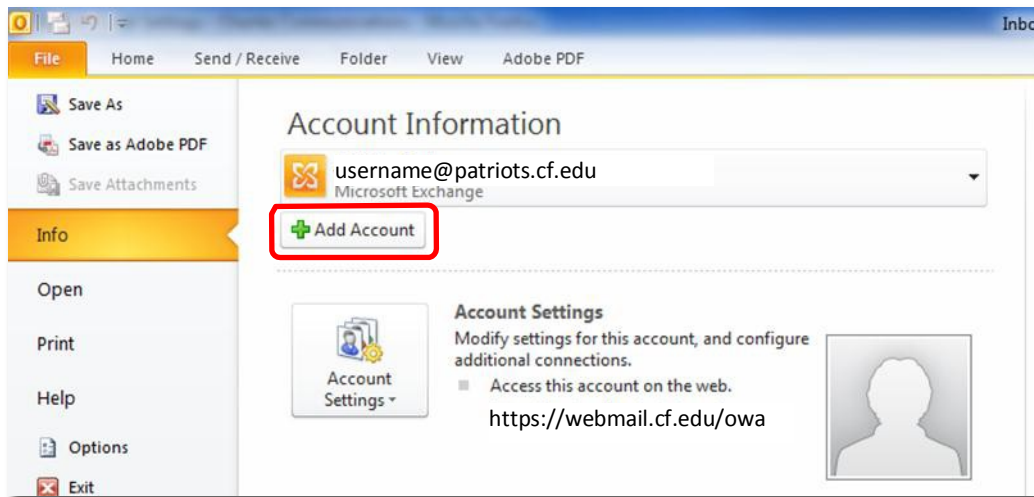 Inbo
File Home Send / Receive Folder View Adobe PDF
Save As
Save as Adobe PDF
Save Attachments
Info
Open
Print
Help
Options
Exit
Account Information
username@patriots.cf.edu
Microsoft Exchange
Add Account
Account Settings
Account Settings
Modify settings for this account, and configure
additional connections.
Access this account on the web.
https://webmail.cf.edu/owa